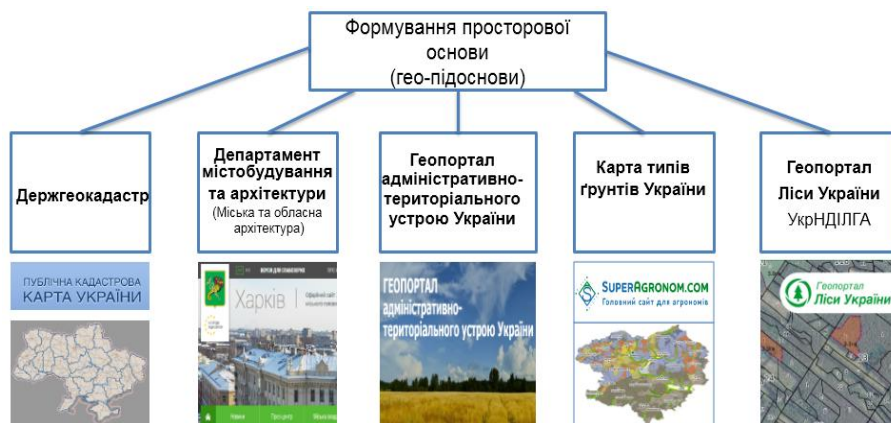 Формування просторової
основи
(гео-підоснови)
Держгеокадастр
Департамент
містобудування
та архітектури
(Міська та обласна
архітектура)
Геопортал
адміністративно-
територіального
устрою України
Карта типів
ґрунтів України
Геопортал
Ліси України
УкрНДІЛГА
ПУБЛІЧНА КАДАСТРОВА
КАРТА УКРАЇНИ
Харків
ГЕОПОРТАЛ
адміністративно-
територіального устрою України
SUPERAGRONOM.COM
Головний сайт для агрономів
Геопортал
Ліси України